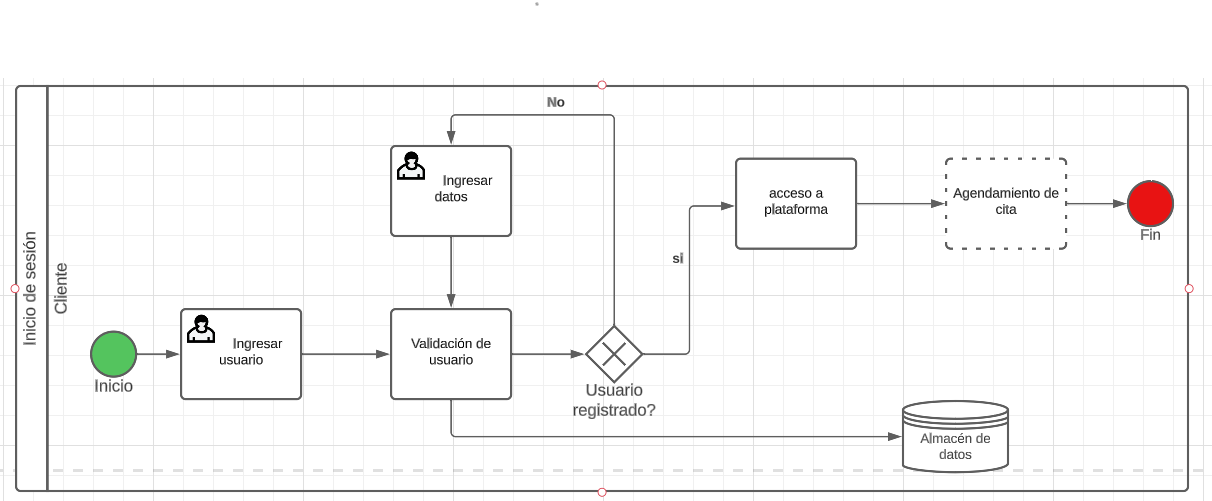 Inicio de sesión
Cliente
Inicio
Ingresar
usuario
Ingresar
datos
No
Validación de
usuario
Usuario
registrado?
si
acceso a
plataforma
Agendamiento de
cita
Fin
Almacén de
datos